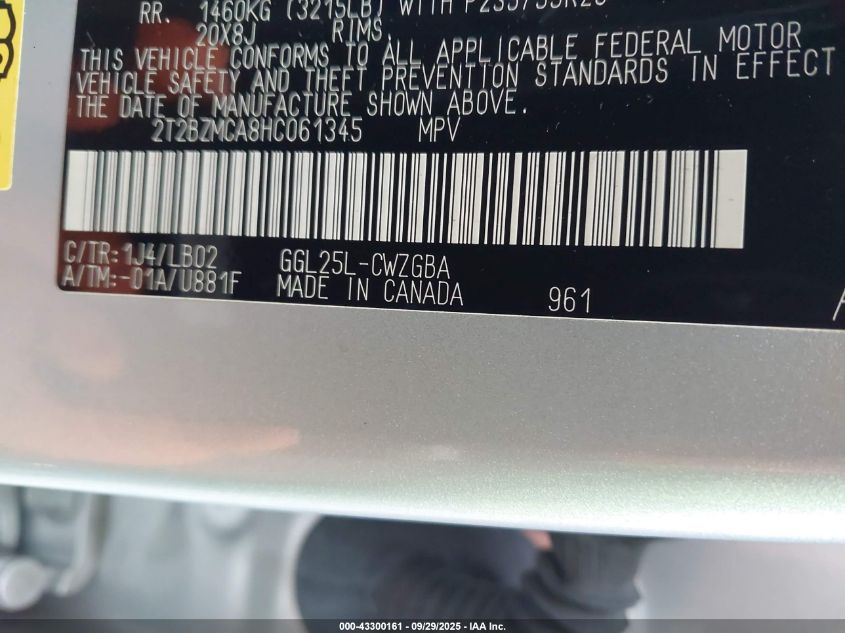 RR. 1460KG (3215LB) WITH
20X8J RIMS.
THIS VEHICLE CONFORMS TO ALL APPLICABLE FEDERAL MOTOR
VEHICLE SAFETY AND THEFT PREVENTION STANDARDS IN EFFECT
THE DATE OF MANUFACTURE SHOWN ABOVE.
2T2BZMCA8HC061345 MPV
C/TR:1J4/LB02 GGL25L-CWZGBA
A/TM:-01A/U881F MADE IN CANADA 961
000-43300161 | 09/29/2025 | IAA Inc.